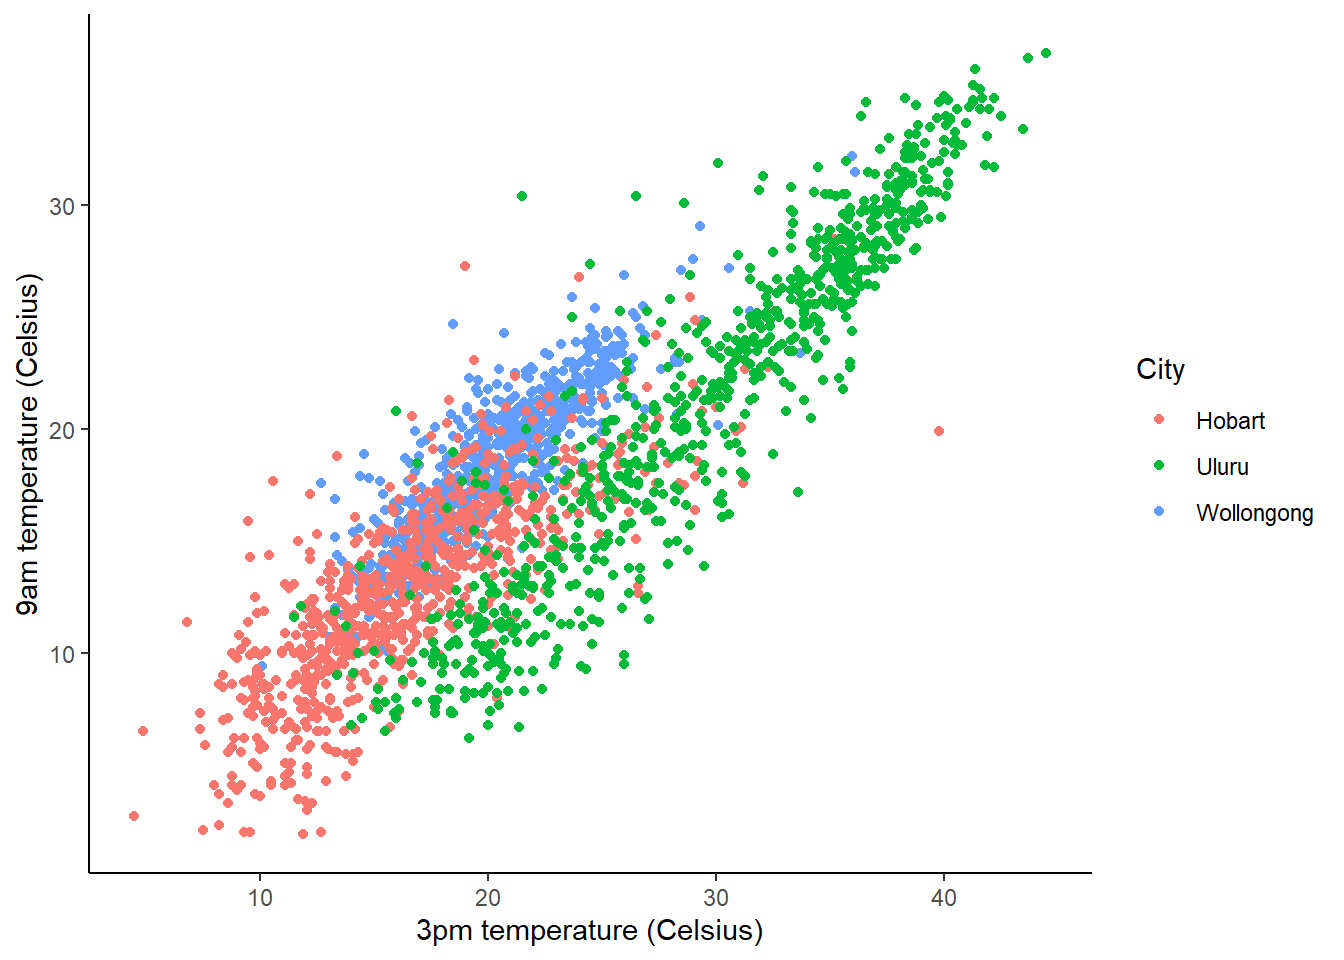 9am temperature (Celsius)
30
20
10
10 20 30 40
3pm temperature (Celsius)
City
Hobart
Uluru
Wollongong